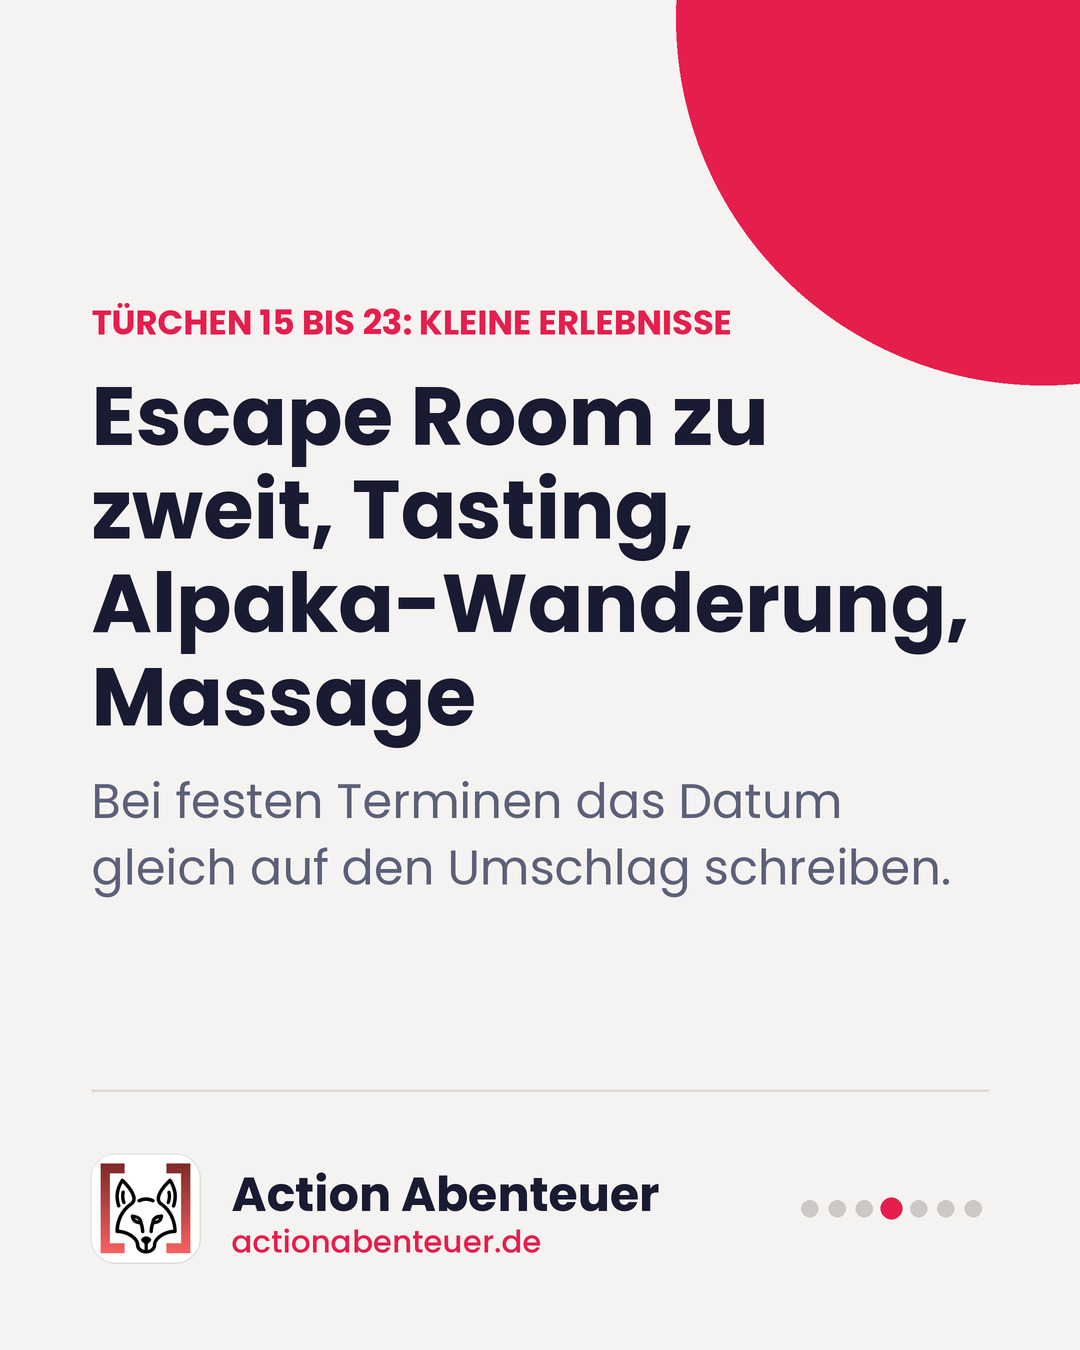 TÜRCHEN 15 BIS 23: KLEINE ERLEBNISSE
Escape Room zu
zweit, Tasting,
Alpaka-Wanderung,
Massage
Bei festen Terminen das Datum
gleich auf den Umschlag schreiben.
Action Abenteuer
actionabenteuer.de